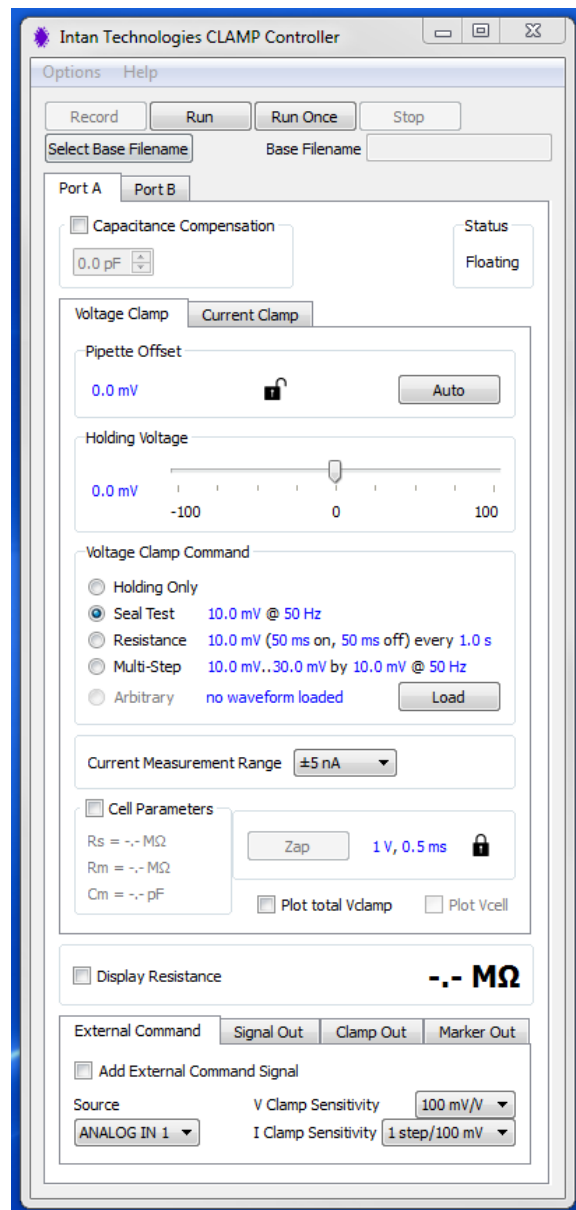 Intan Technologies CLAMP Controller
Options Help
Record Run Run Once Stop
Select Base Filename Base Filename
Port A Port B
Capacitance Compensation Status
0.0 pF Floating
Voltage Clamp Current Clamp
Pipette Offset
0.0 mV Auto
Holding Voltage
0.0 mV
-100 0 100
Voltage Clamp Command
Holding Only
Seal Test 10.0 mV @ 50 Hz
Resistance 10.0 mV (50 ms on, 50 ms off) every 1.0 s
Multi-Step 10.0 mV..30.0 mV by 10.0 mV @ 50 Hz
Arbitrary no waveform loaded Load
Current Measurement Range ±5 nA
Cell Parameters
Rs = -.- MΩ Zap 1 V, 0.5 ms
Rm = -.- MΩ
Cm = -.- pF Plot total Vclamp Plot Vcell
Display Resistance -.- MΩ
External Command Signal Out Clamp Out Marker Out
Add External Command Signal
Source V Clamp Sensitivity 100 mV/V
ANALOG IN 1 I Clamp Sensitivity 1 step/100 mV